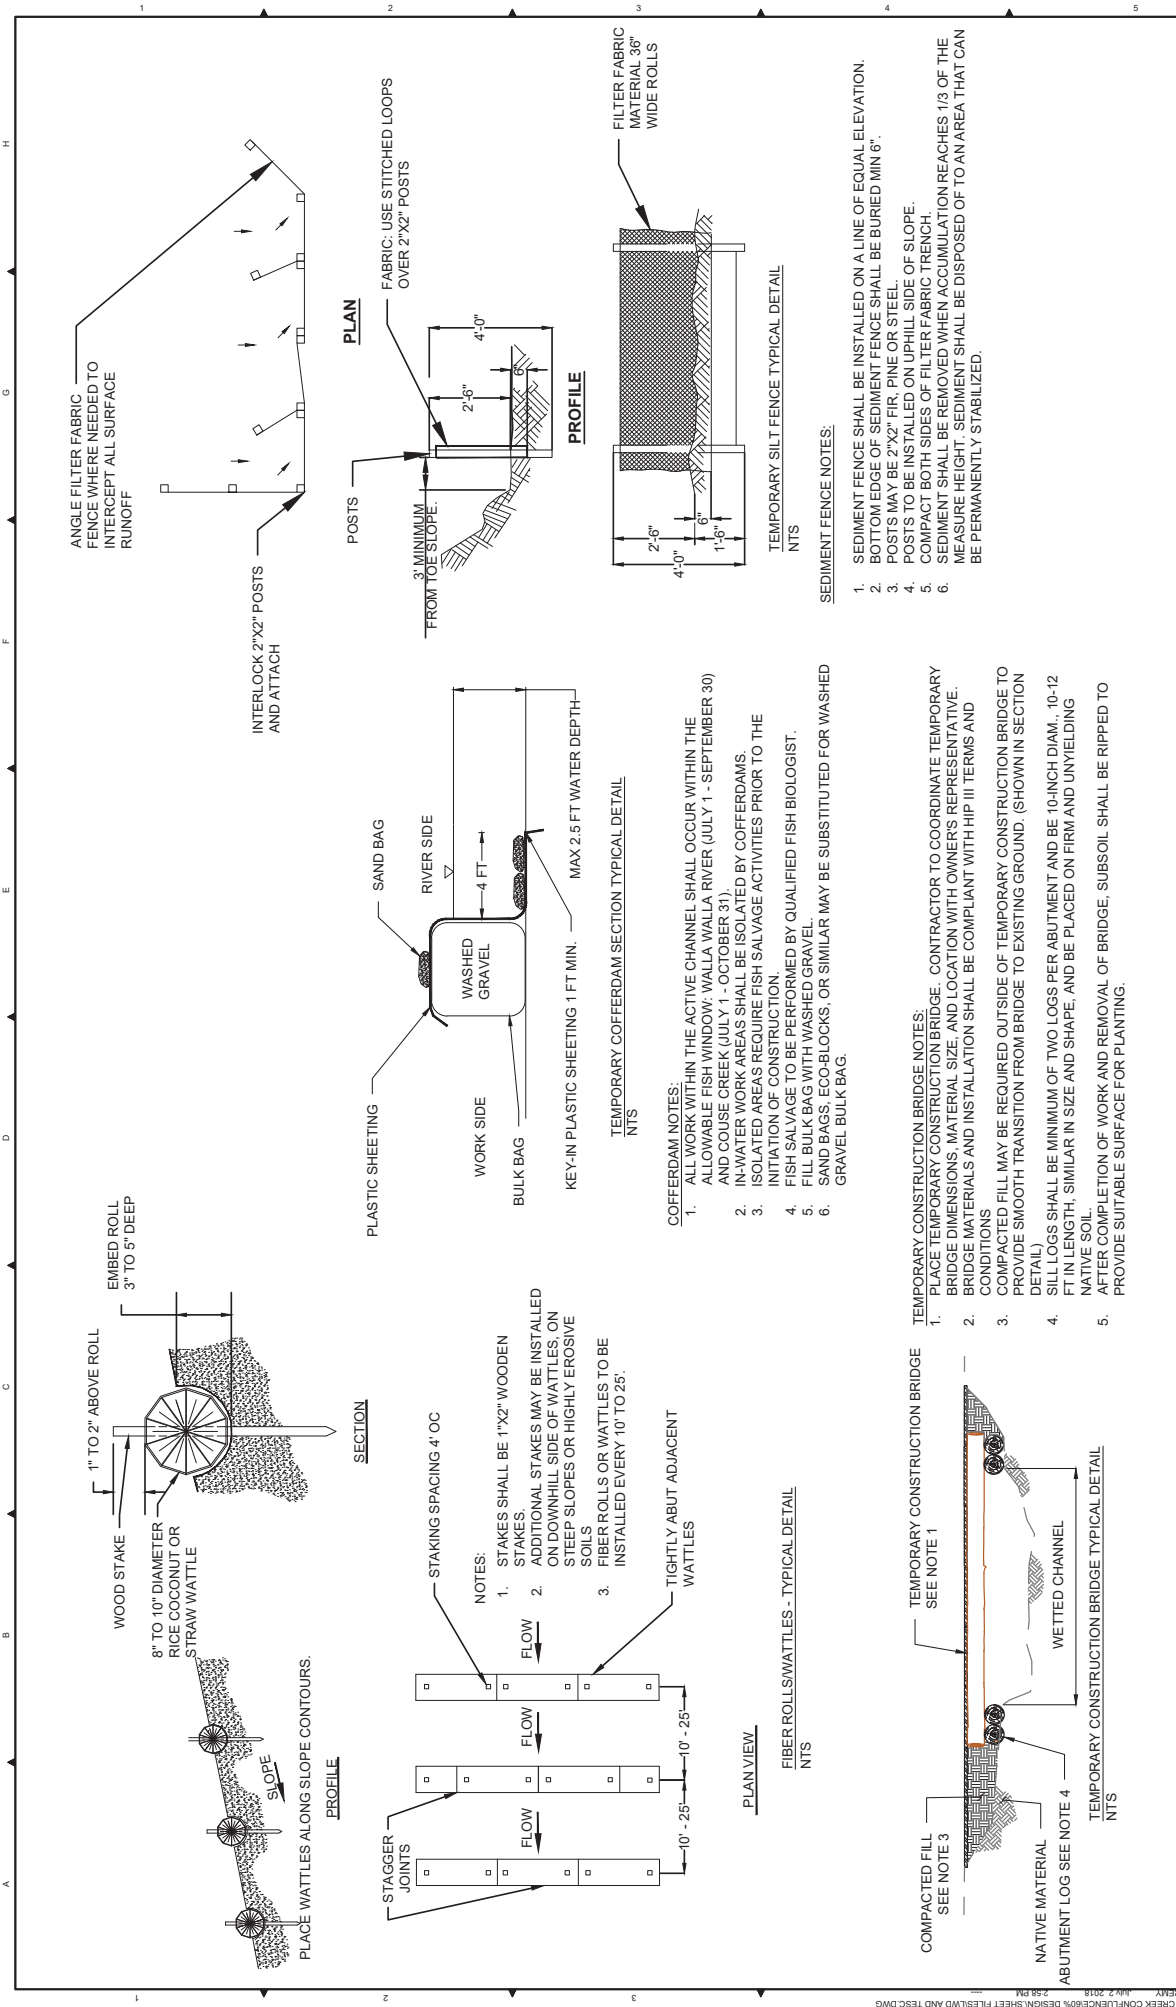 PLACE WATTLES ALONG SLOPE CONTOURS.
SLOPE
PROFILE
WOOD STAKE
1" TO 2" ABOVE ROLL
EMBED ROLL
3" TO 5" DEEP
8" TO 10" DIAMETER
RICE COCONUT OR
STRAW WATTLE
SECTION
STAGGER
JOINTS
FLOW
FLOW
FLOW
10' - 25'
10' - 25'
PLAN VIEW
STAKING SPACING 4' OC
NOTES:
1. STAKES SHALL BE 1"X2" WOODEN
STAKES.
2. ADDITIONAL STAKES MAY BE INSTALLED
ON DOWNHILL SIDE OF WATTLES, ON
STEEP SLOPES OR HIGHLY EROSIVE
SOILS
3. FIBER ROLLS OR WATTLES TO BE
INSTALLED EVERY 10' TO 25'.
TIGHTLY ABUT ADJACENT
WATTLES
FIBER ROLLS/WATTLES - TYPICAL DETAIL
NTS
COMPACTED FILL
SEE NOTE 3
NATIVE MATERIAL
ABUTMENT LOG SEE NOTE 4
TEMPORARY CONSTRUCTION BRIDGE
SEE NOTE 1
WETTED CHANNEL
TEMPORARY CONSTRUCTION BRIDGE TYPICAL DETAIL
NTS
TEMPORARY CONSTRUCTION BRIDGE NOTES:
1. PLACE TEMPORARY CONSTRUCTION BRIDGE. CONTRACTOR TO COORDINATE TEMPORARY
BRIDGE DIMENSIONS, MATERIAL SIZE, AND LOCATION WITH OWNER'S REPRESENTATIVE.
2. BRIDGE MATERIALS AND INSTALLATION SHALL BE COMPLIANT WITH HIP III TERMS AND
CONDITIONS
3. COMPACTED FILL MAY BE REQUIRED OUTSIDE OF TEMPORARY CONSTRUCTION BRIDGE TO
PROVIDE SMOOTH TRANSITION FROM BRIDGE TO EXISTING GROUND. (SHOWN IN SECTION
DETAIL)
4. SILL LOGS SHALL BE MINIMUM OF TWO LOGS PER ABUTMENT AND BE 10-INCH DIAM., 10-12
FT IN LENGTH, SIMILAR IN SIZE AND SHAPE, AND BE PLACED ON FIRM AND UNYIELDING
NATIVE SOIL.
5. AFTER COMPLETION OF WORK AND REMOVAL OF BRIDGE, SUBSOIL SHALL BE RIPPED TO
PROVIDE SUITABLE SURFACE FOR PLANTING.
PLASTIC SHEETING
SAND BAG
WORK SIDE
RIVER SIDE
WASHED
GRAVEL
4 FT
BULK BAG
KEY-IN PLASTIC SHEETING 1 FT MIN.
MAX 2.5 FT WATER DEPTH
TEMPORARY COFFERDAM SECTION TYPICAL DETAIL
NTS
COFFERDAM NOTES:
1. ALL WORK WITHIN THE ACTIVE CHANNEL SHALL OCCUR WITHIN THE
ALLOWABLE FISH WINDOW: WALLA WALLA RIVER (JULY 1 - SEPTEMBER 30)
AND COUSE CREEK (JULY 1 - OCTOBER 31).
2. IN-WATER WORK AREAS SHALL BE ISOLATED BY COFFERDAMS.
3. ISOLATED AREAS REQUIRE FISH SALVAGE ACTIVITIES PRIOR TO THE
INITIATION OF CONSTRUCTION.
4. FISH SALVAGE TO BE PERFORMED BY QUALIFIED FISH BIOLOGIST.
5. FILL BULK BAG WITH WASHED GRAVEL.
6. SAND BAGS, ECO-BLOCKS, OR SIMILAR MAY BE SUBSTITUTED FOR WASHED
GRAVEL BULK BAG.
ANGLE FILTER FABRIC
FENCE WHERE NEEDED TO
INTERCEPT ALL SURFACE
RUNOFF
INTERLOCK 2"X2" POSTS
AND ATTACH
PLAN
POSTS
FABRIC: USE STITCHED LOOPS
OVER 2"X2" POSTS
3' MINIMUM
FROM TOE SLOPE.
2'-6"
6"
4'-0"
PROFILE
FILTER FABRIC
MATERIAL 36"
WIDE ROLLS
2'-6"
6"
1'-6"
4'-0"
TEMPORARY SILT FENCE TYPICAL DETAIL
NTS
SEDIMENT FENCE NOTES:
1. SEDIMENT FENCE SHALL BE INSTALLED ON A LINE OF EQUAL ELEVATION.
2. BOTTOM EDGE OF SEDIMENT FENCE SHALL BE BURIED MIN 6".
3. POSTS MAY BE 2"X2" FIR, PINE OR STEEL.
4. POSTS TO BE INSTALLED ON UPHILL SIDE OF SLOPE.
5. COMPACT BOTH SIDES OF FILTER FABRIC TRENCH.
6. SEDIMENT SHALL BE REMOVED WHEN ACCUMULATION REACHES 1/3 OF THE
MEASURE HEIGHT. SEDIMENT SHALL BE DISPOSED OF TO AN AREA THAT CAN
BE PERMANENTLY STABILIZED.
A
B
C
D
E
F
G
H
1
2
3
4
5
1
2
3
July 2, 2018 2:58 PM
CREEK CONFLUENCE\60% DESIGN\SHEET FILES\LWD AND TESC.DWG